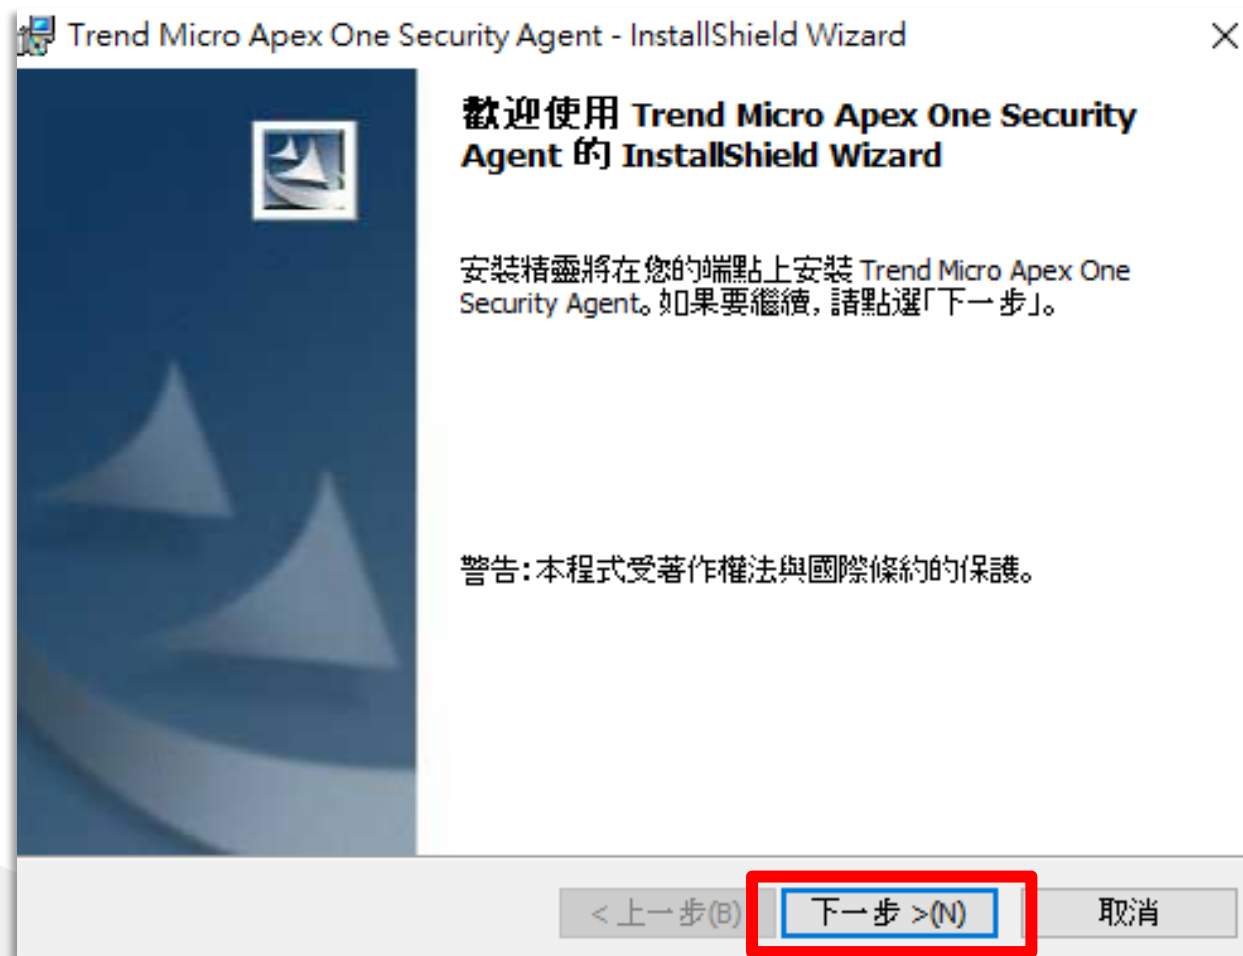 Trend Micro Apex One Security Agent - InstallShield Wizard
歡迎使用 Trend Micro Apex One Security
Agent 的 InstallShield Wizard
安裝精靈將在您的端點上安裝 Trend Micro Apex One
Security Agent。如果要繼續，請點選「下一步」。
警告：本程式受著作權法與國際條約的保護。
< 上一步(B)
下一步 >(N)
取消